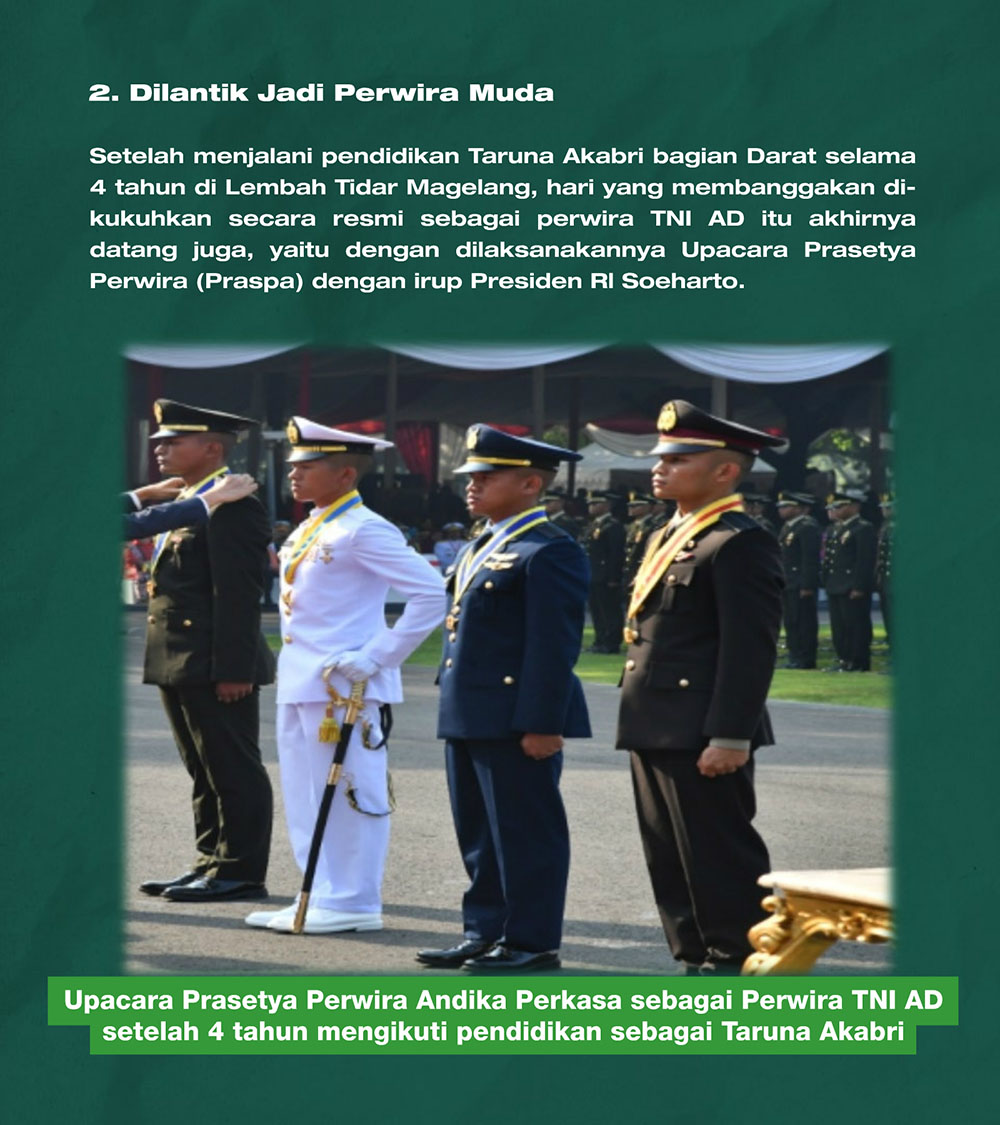 2. Dilantik Jadi Perwira Muda
Setelah menjalani pendidikan Taruna Akabri bagian Darat selama
4 tahun di Lembah Tidar Magelang, hari yang membanggakan di-
kukuhkan secara resmi sebagai perwira TNI AD itu akhirnya
datang juga, yaitu dengan dilaksanakannya Upacara Prasetya
Perwira (Praspa) dengan irup Presiden RI Soeharto.
Upacara Prasetya Perwira Andika Perkasa sebagai Perwira TNI AD
setelah 4 tahun mengikuti pendidikan sebagai Taruna Akabri